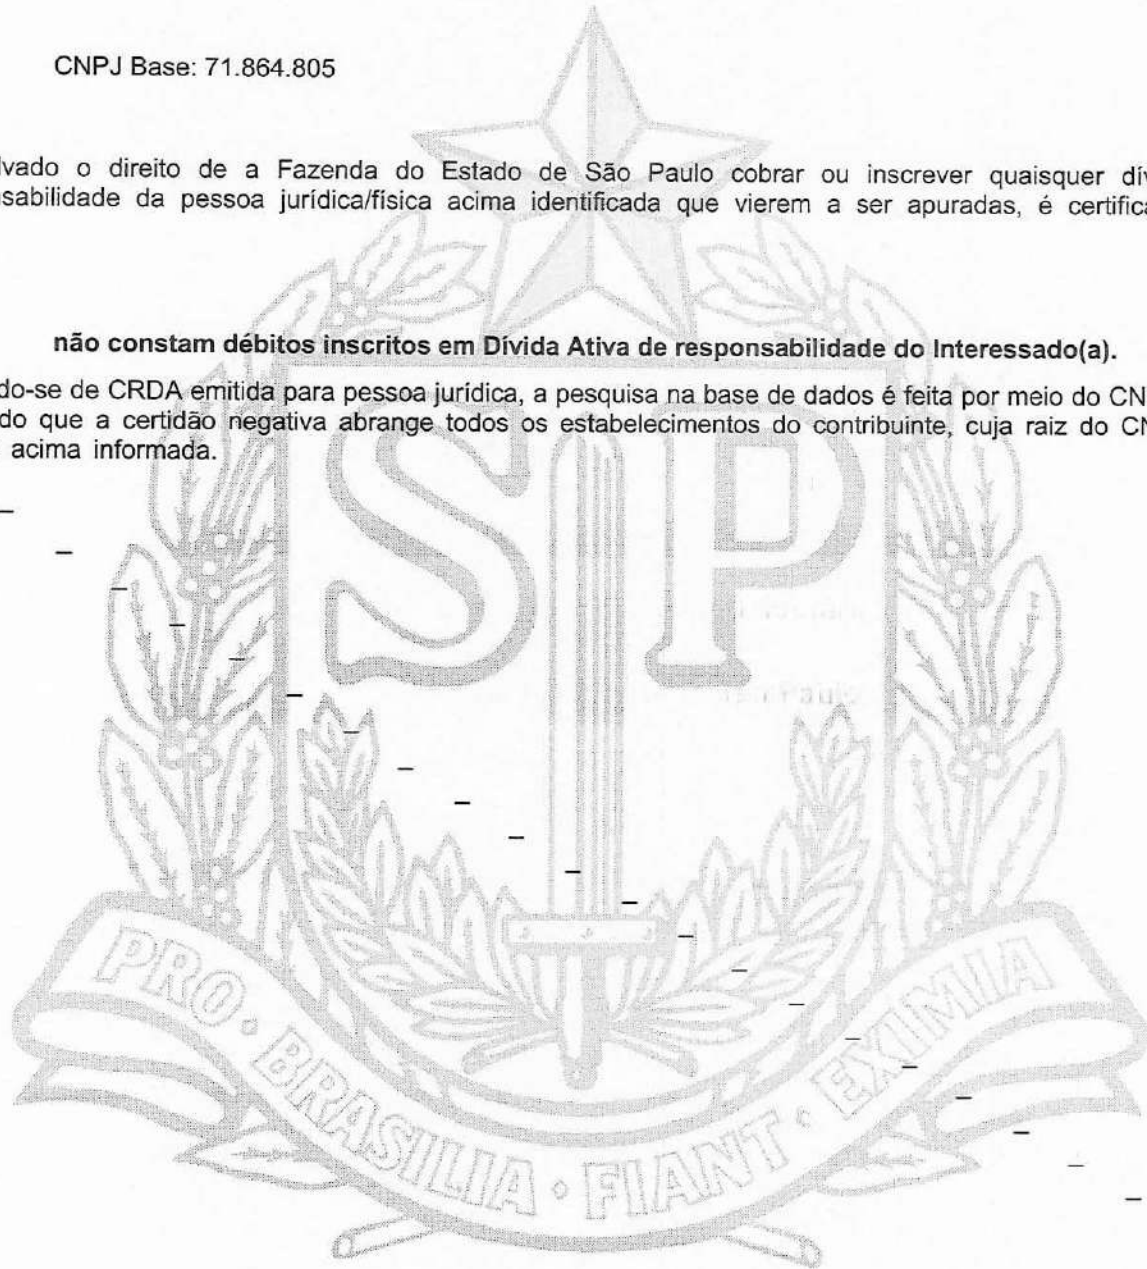 CNPJ Base: 71.864.805
lvado o direito de a Fazenda do Estado de São Paulo cobrar ou inscrever quaisquer dív
nsabilidade da pessoa jurídica/física acima identificada que vierem a ser apuradas, é certifica
não constam débitos inscritos em Dívida Ativa de responsabilidade do Interessado(a).
do-se de CRDA emitida para pessoa jurídica, a pesquisa na base de dados é feita por meio do CN
do que a certidão negativa abrange todos os estabelecimentos do contribuinte, cuja raiz do CN
acima informada.
SP
PRO · BRASILIA · FIANT · EXIMIA